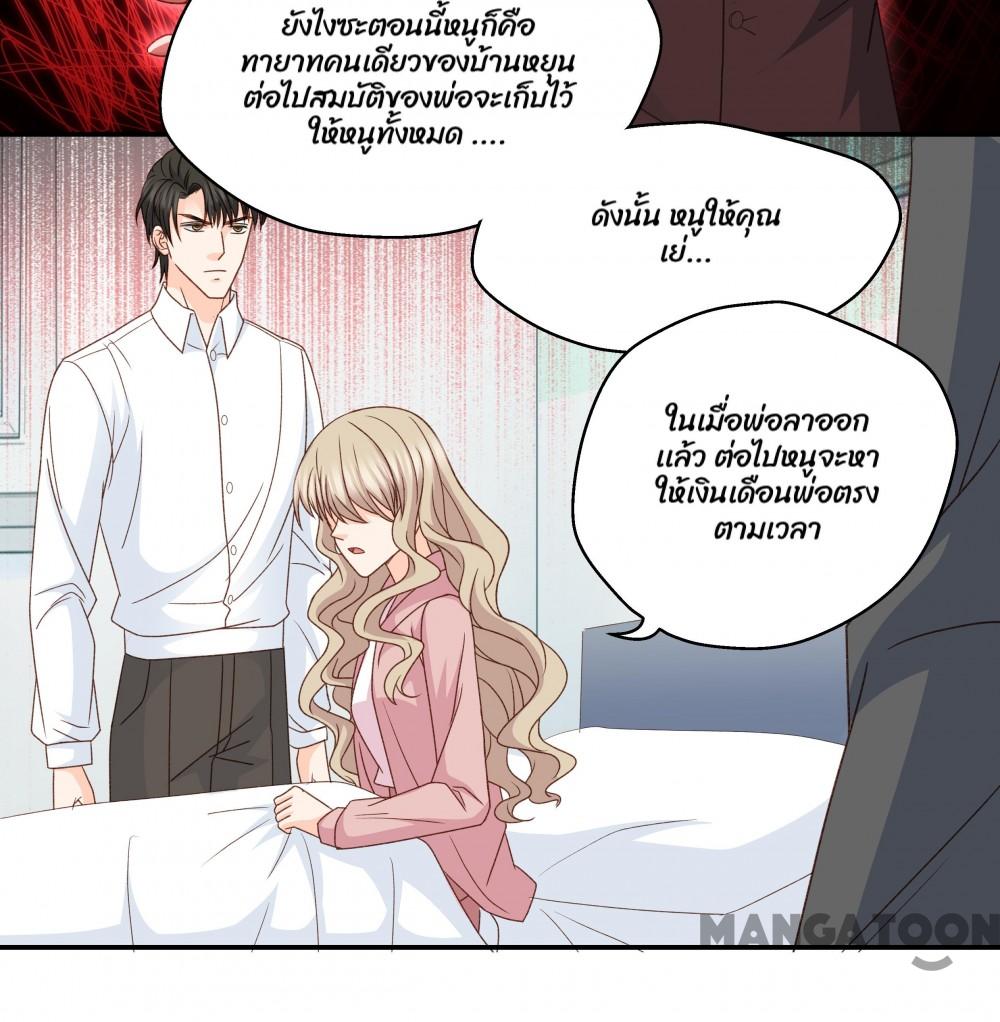 ยังไงซะตอนนี้หนูก็คือ
ทายาทคนเดียวของบ้านหยุน
ต่อไปสมบัติของพ่อจะเก็บไว้
ให้หนูทั้งหมด ....
ดังนั้น หนูให้คุณ
เย่...
ในเมื่อพ่อลาออก
แล้ว ต่อไปหนูจะหา
ให้เงินเดือนพ่อตรง
ตามเวลา
MANGATOON